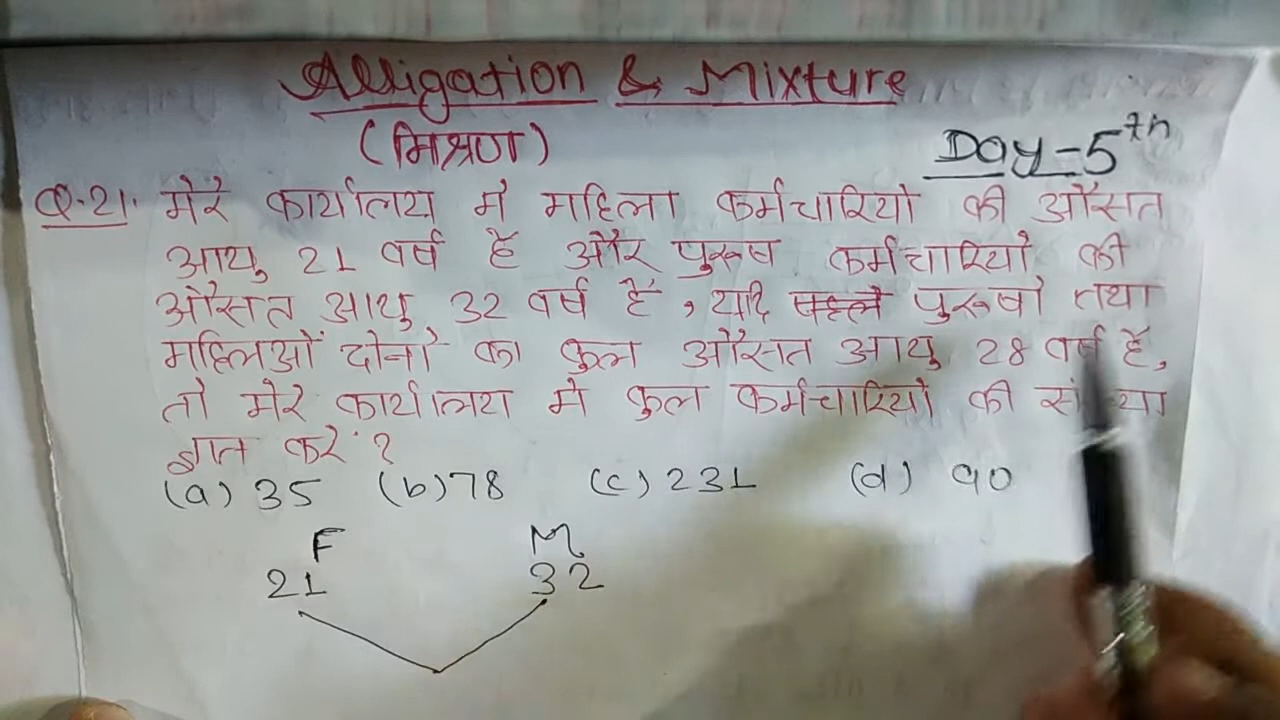 Alligation & Mixture
(मिश्रण)
Day-5th
Q.21. मेरे कार्यालय मे महिला कर्मचारियो की औसत
आयु 21 वर्ष है और पुरूष कर्मचारियो की
औसत आयु 32 वर्ष है, यदि पुरूषो तथा
महिलाओं दोनो का कुल औसत आयु 28 वर्ष है,
तो मेरे कार्यालय मे कुल कर्मचारियो की
ज्ञात करें ?
(a) 35 (b) 78 (c) 231 (d) 90
F M
21 32